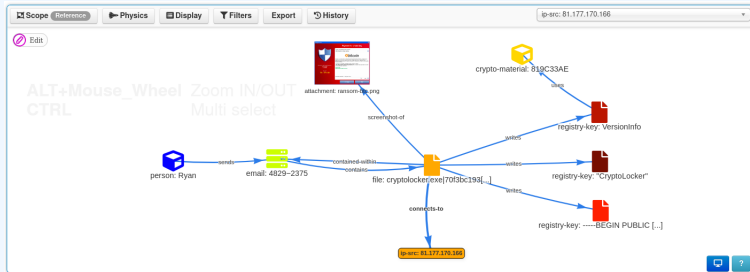 Scope Reference Physics Display Filters Export History
ip-src: 81.177.170.166
Edit
ALT+Mouse_Wheel Zoom IN/OUT
CTRL Multi select
attachment: ransom-
.png
crypto-material: 819C33AE
uses
screenshot-of
writes
registry-key: VersionInfo
person: Ryan
sends
email: 4829~2375
contained-within
contains
file: cryptolocker.exe|70f3bc193[...]
writes
registry-key: "CryptoLocker"
writes
registry-key: -----BEGIN PUBLIC [...]
connects-to
ip-src: 81.177.170.166
?